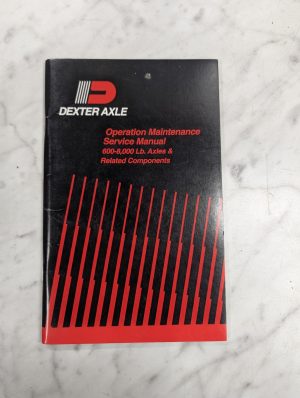 DEXTER AXLE
Operation Maintenance
Service Manual
600-8,000 Lb. Axles &
Related Components